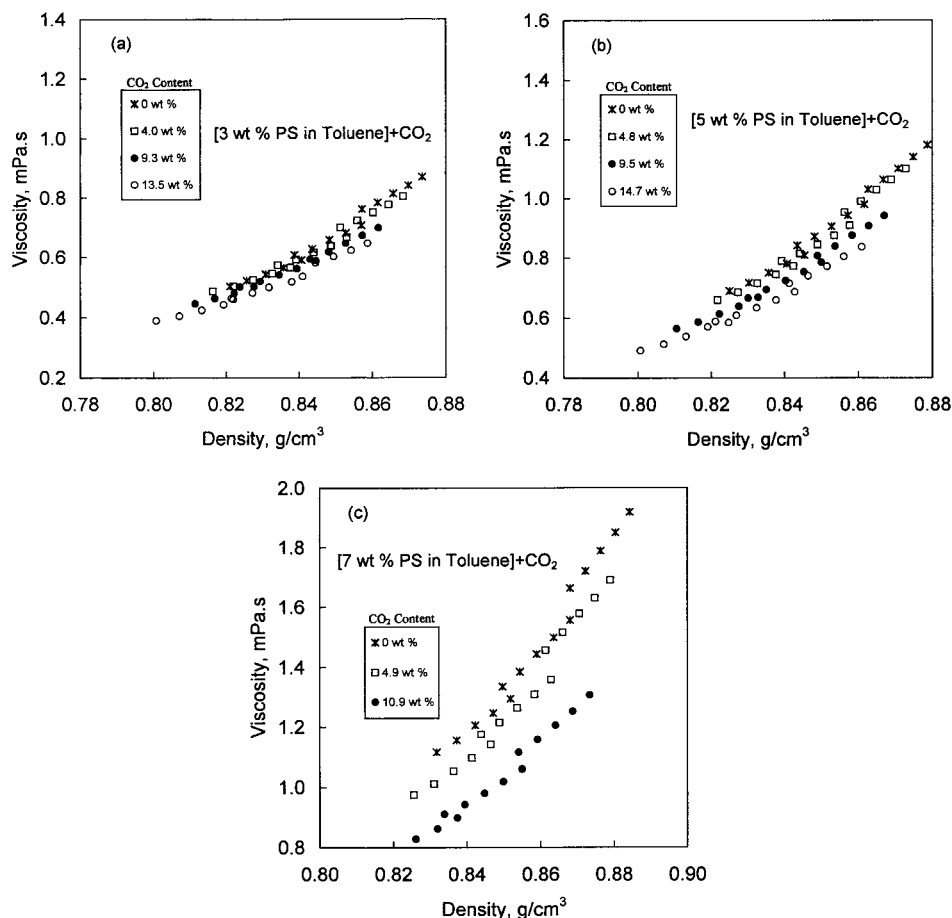 (a)
CO₂ Content
0 wt %
4.0 wt %
9.3 wt %
13.5 wt %
[3 wt % PS in Toluene]+CO₂
Viscosity, mPa.s
1.4
1.2
1.0
0.8
0.6
0.4
0.2
0.78
0.80
0.82
0.84
0.86
0.88
Density, g/cm³
(b)
CO₂ Content
0 wt %
4.8 wt %
9.5 wt %
14.7 wt %
[5 wt % PS in Toluene]+CO₂
Viscosity, mPa.s
1.6
1.4
1.2
1.0
0.8
0.6
0.4
0.78
0.80
0.82
0.84
0.86
0.88
Density, g/cm³
(c)
[7 wt % PS in Toluene]+CO₂
CO₂ Content
0 wt %
4.9 wt %
10.9 wt %
Viscosity, mPa.s
2.0
1.8
1.6
1.4
1.2
1.0
0.8
0.80
0.82
0.84
0.86
0.88
0.90
Density, g/cm³